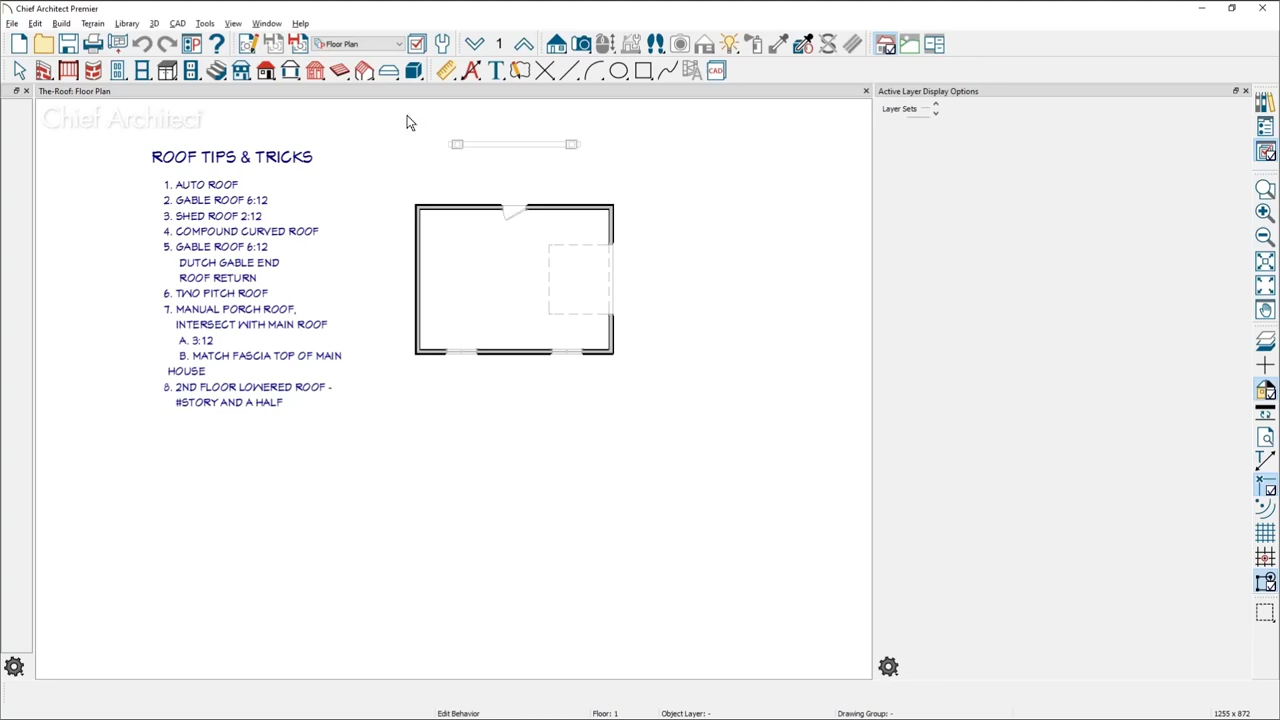 Chief Architect Premier
File Edit Build Terrain Library 3D CAD Tools View Window Help
Floor Plan
1
CAD
The-Roof: Floor Plan
Active Layer Display Options
Chief Architect
Layer Sets
ROOF TIPS & TRICKS
1. AUTO ROOF
2. GABLE ROOF 6:12
3. SHED ROOF 2:12
4. COMPOUND CURVED ROOF
5. GABLE ROOF 6:12
DUTCH GABLE END
ROOF RETURN
6. TWO PITCH ROOF
7. MANUAL PORCH ROOF,
INTERSECT WITH MAIN ROOF
A. 3:12
B. MATCH FASCIA TOP OF MAIN
HOUSE
8. 2ND FLOOR LOWERED ROOF -
#STORY AND A HALF
Edit Behavior Floor: 1 Object Layer: - Drawing Group: - 1255 x 872